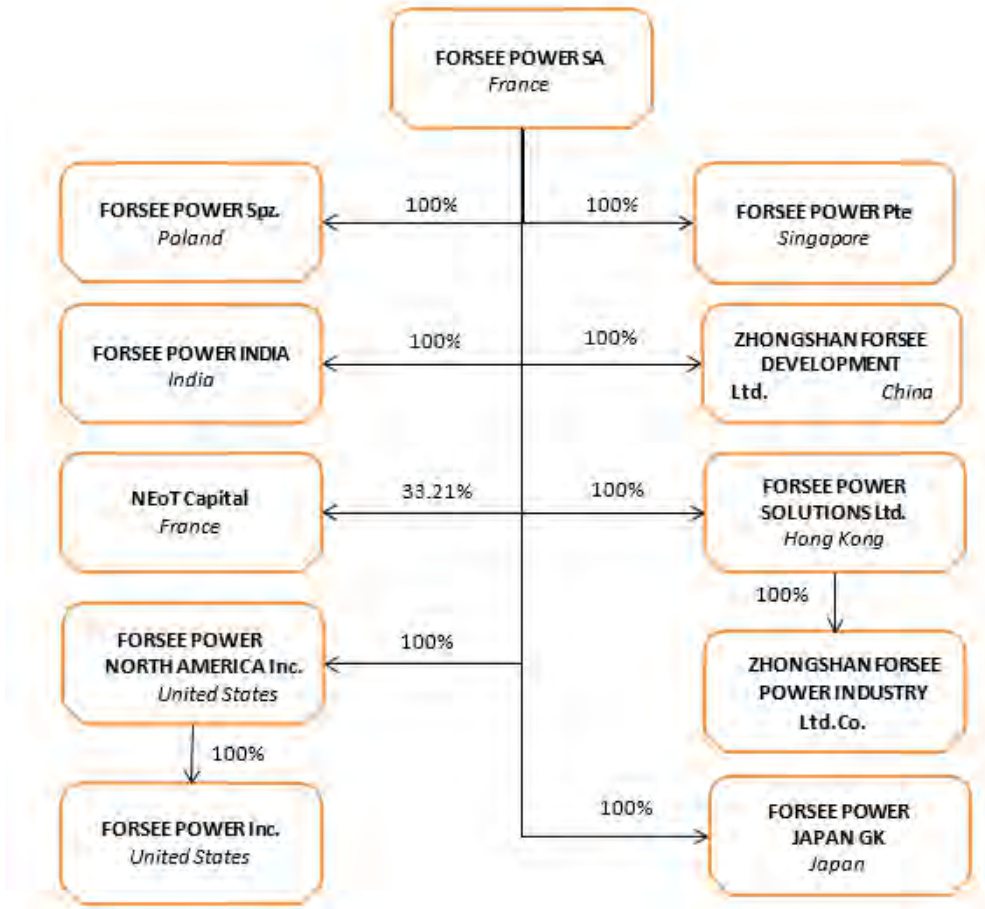 FORSEE POWER SA
France
100%
100%
FORSEE POWER Spz.
Poland
FORSEE POWER Pte
Singapore
100%
100%
FORSEE POWER INDIA
India
ZHONGSHAN FORSEE
DEVELOPMENT
Ltd. China
33.21%
100%
NEoT Capital
France
FORSEE POWER
SOLUTIONS Ltd.
Hong Kong
100%
100%
FORSEE POWER
NORTH AMERICA Inc.
United States
ZHONGSHAN FORSEE
POWER INDUSTRY
Ltd.Co.
100%
100%
FORSEE POWER Inc.
United States
FORSEE POWER
JAPAN GK
Japan